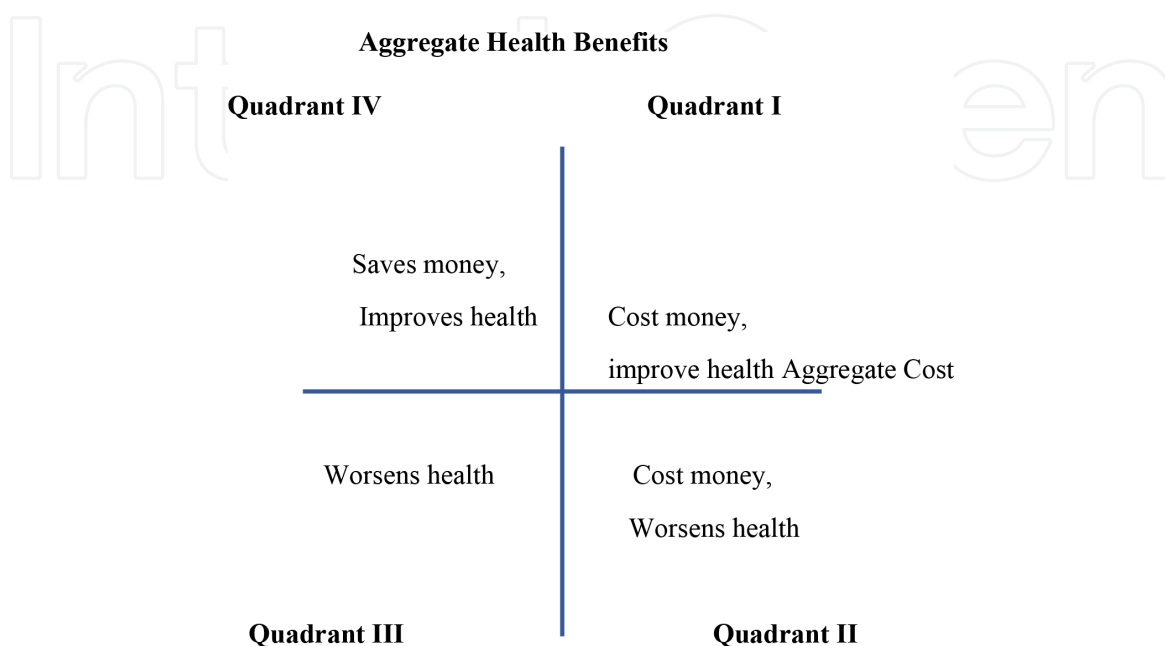 Aggregate Health Benefits
Quadrant IV
Quadrant I
Saves money,
Improves health
Cost money,
improve health Aggregate Cost
Worsens health
Cost money,
Worsens health
Quadrant III
Quadrant II